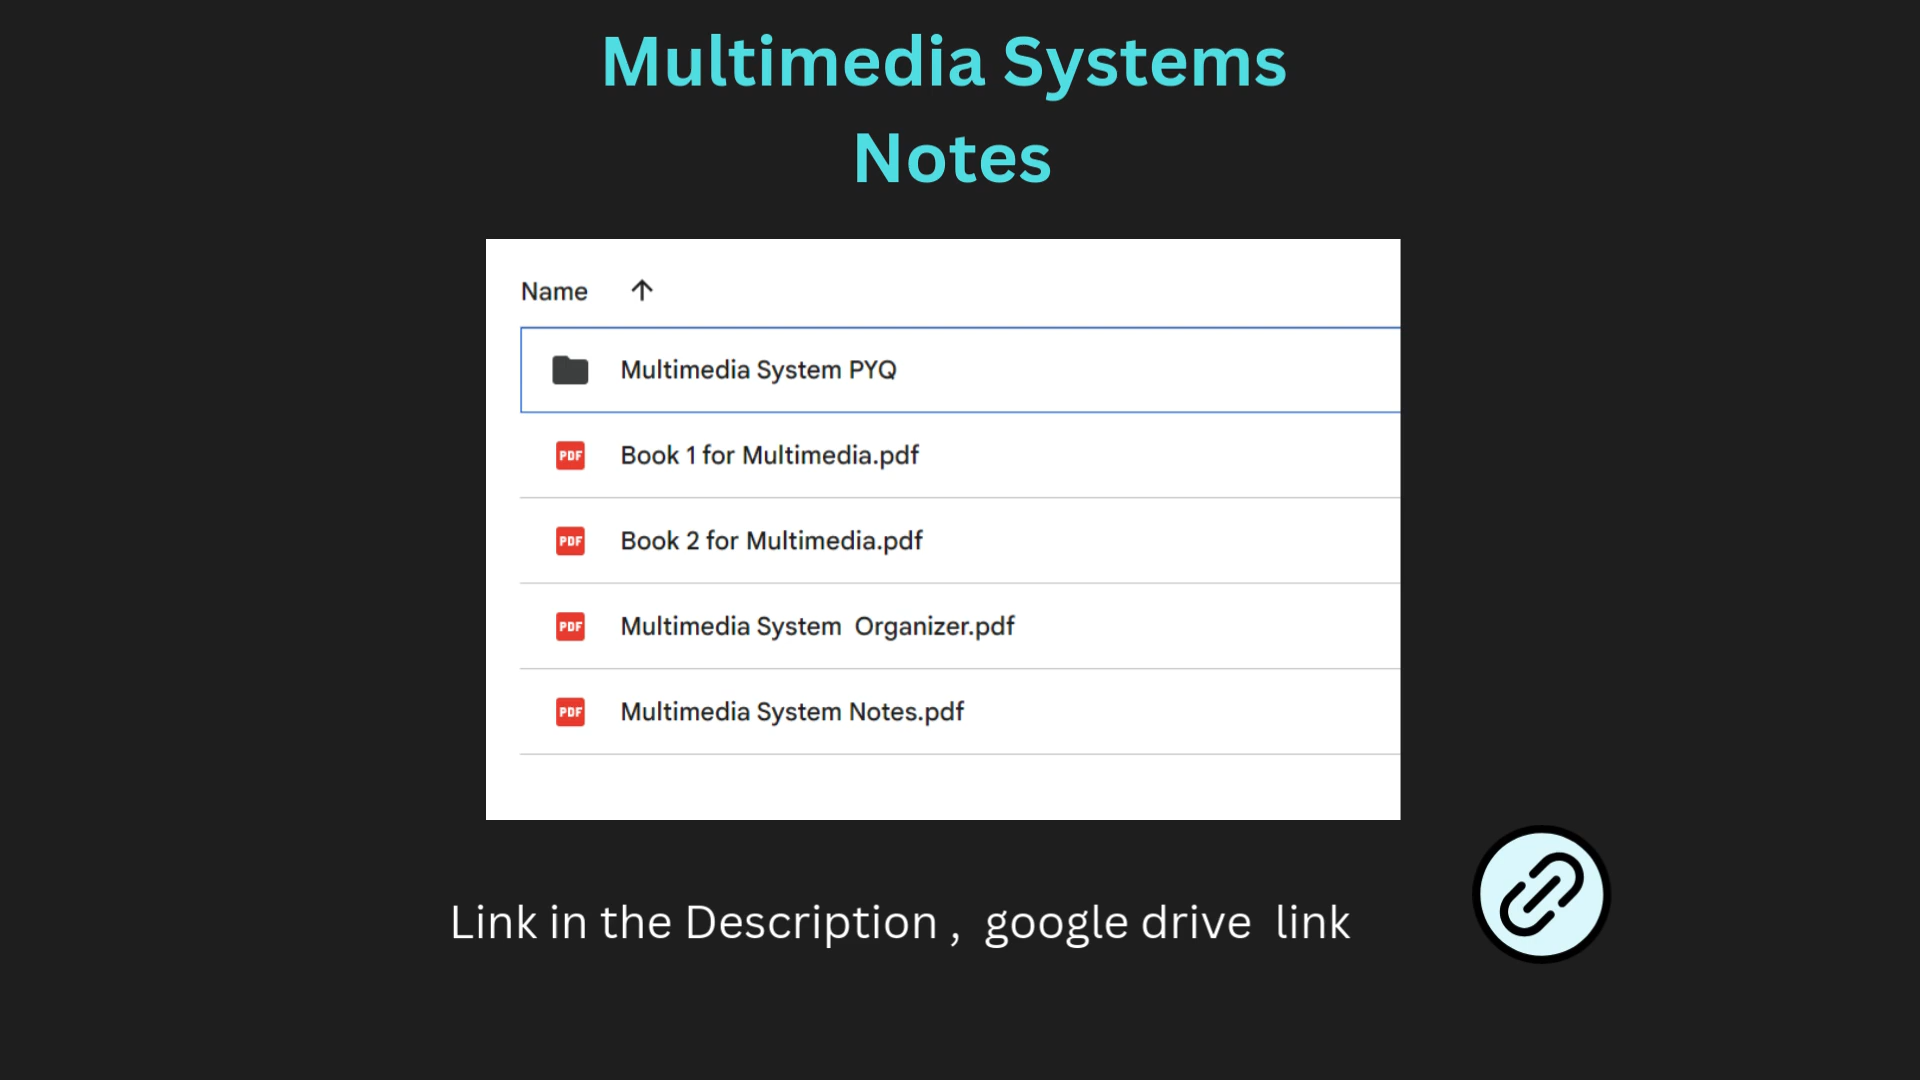 Multimedia Systems
Notes
Name
Multimedia System PYQ
PDF Book 1 for Multimedia.pdf
PDF Book 2 for Multimedia.pdf
PDF Multimedia System  Organizer.pdf
PDF Multimedia System Notes.pdf
Link in the Description ,  google drive  link